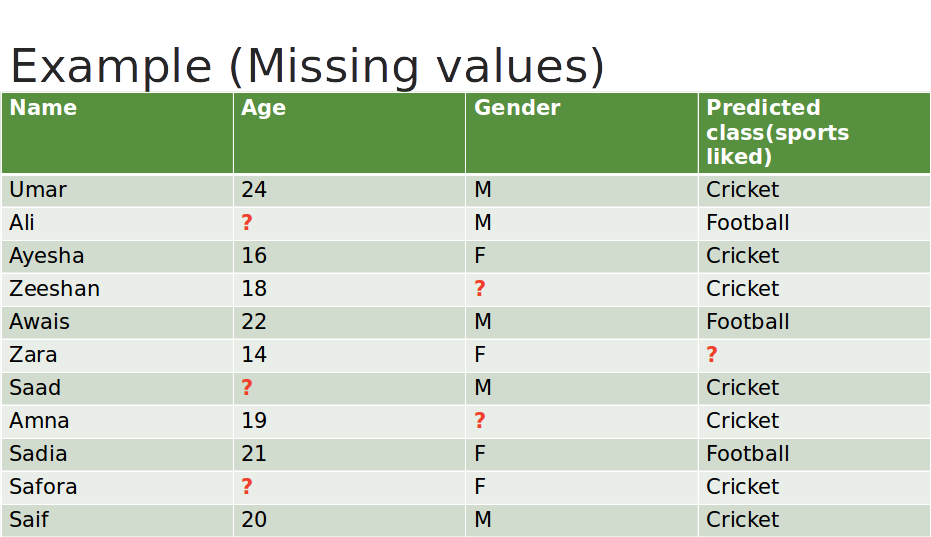 Example (Missing values)
Name Age Gender Predicted
class(sports
liked)
Umar 24 M Cricket
Ali ? M Football
Ayesha 16 F Cricket
Zeeshan 18 ? Cricket
Awais 22 M Football
Zara 14 F ?
Saad ? M Cricket
Amna 19 ? Cricket
Sadia 21 F Football
Safora ? F Cricket
Saif 20 M Cricket